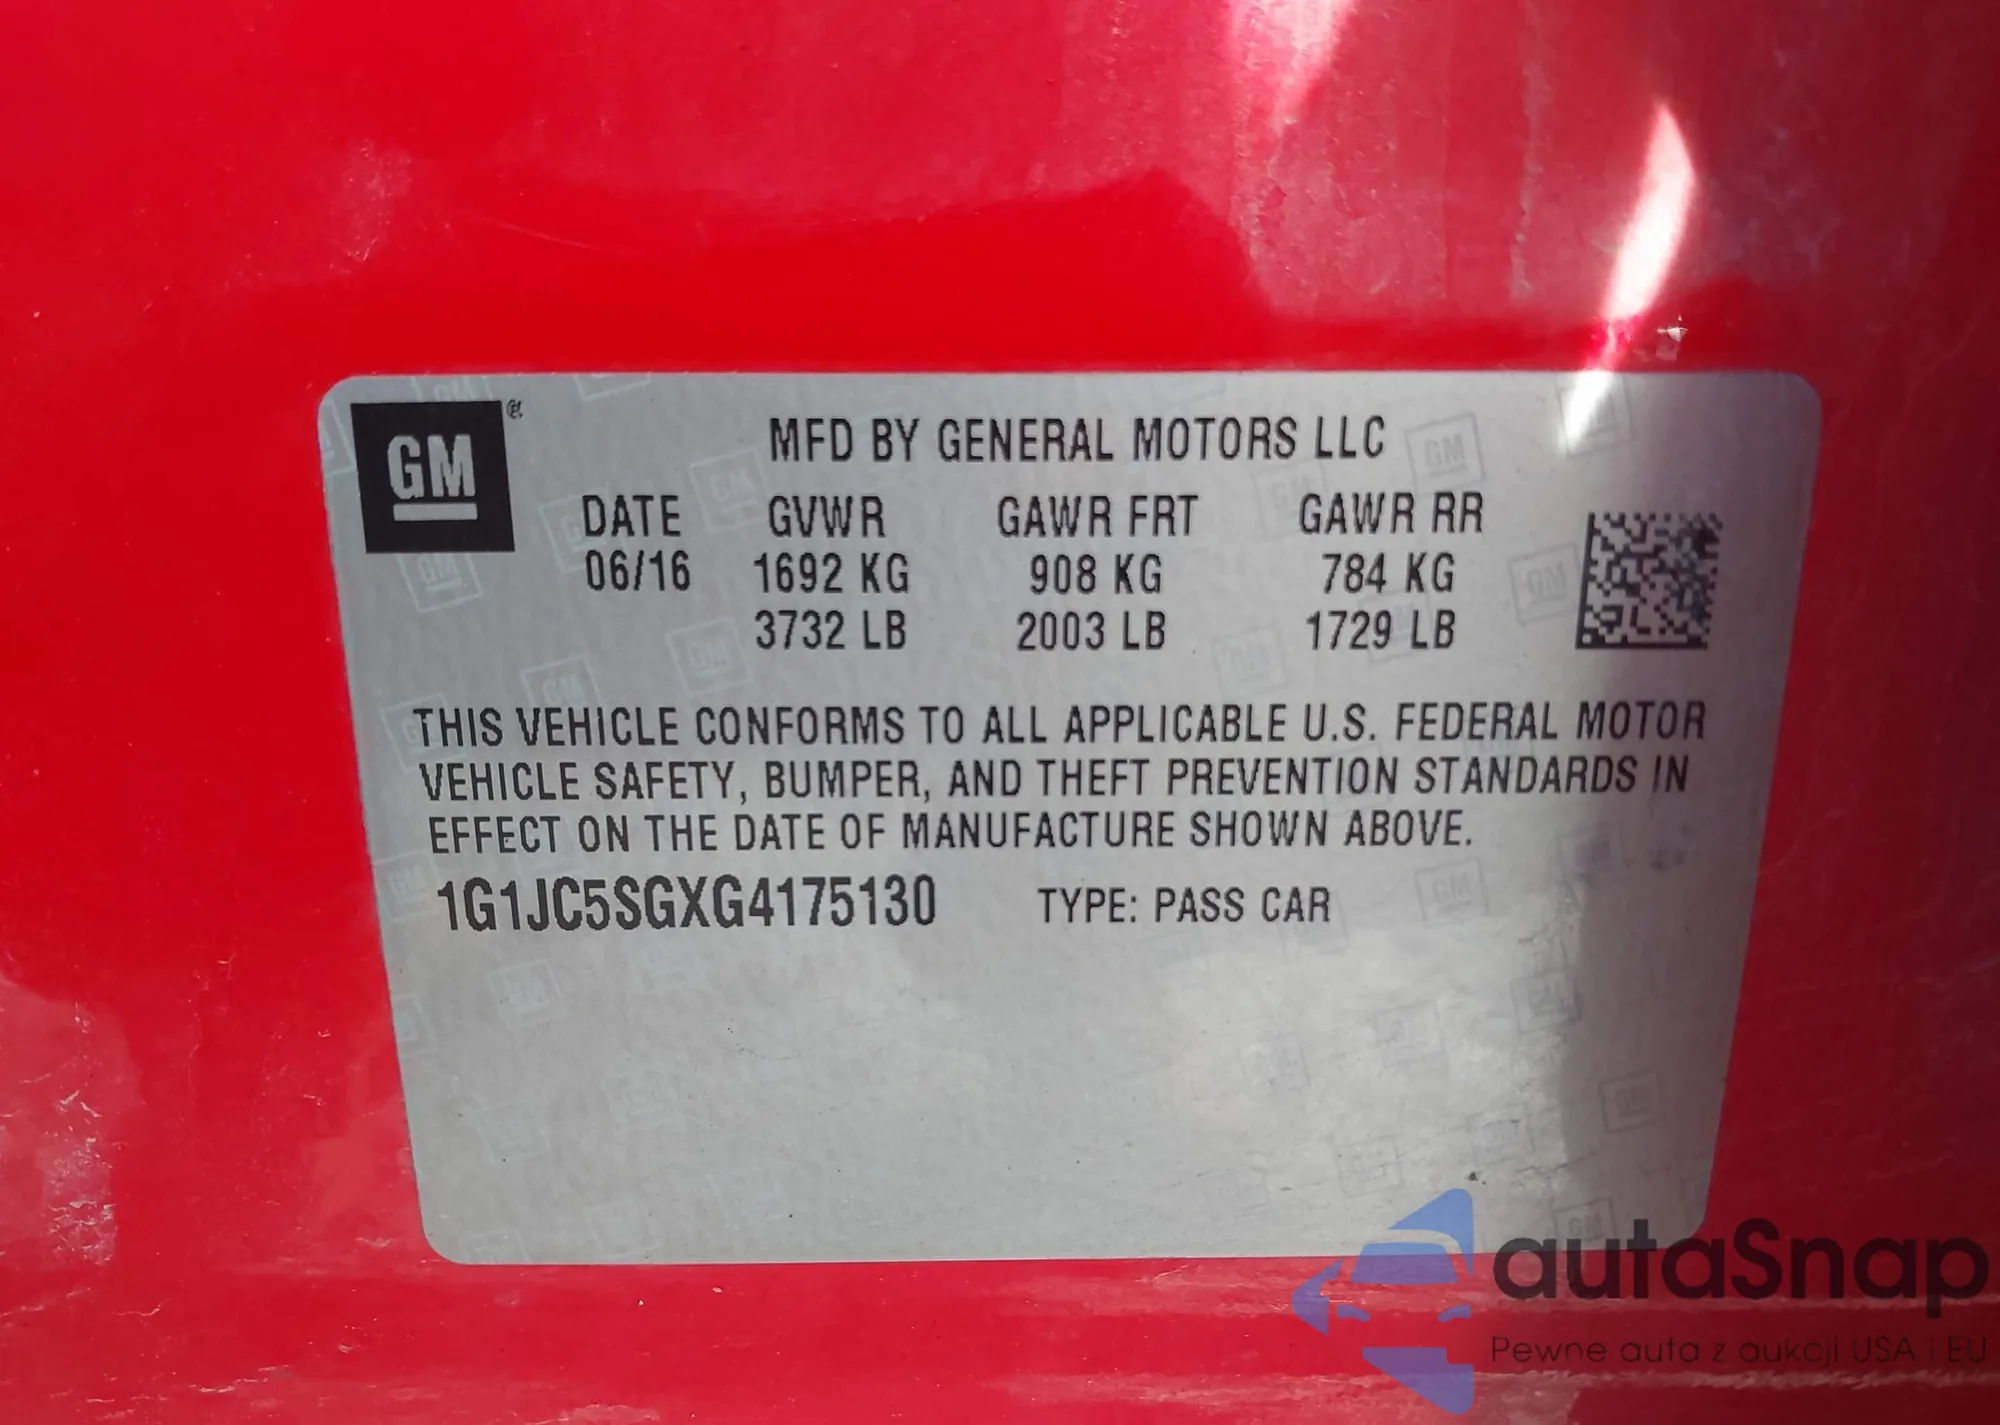 GM ®
MFD BY GENERAL MOTORS LLC
DATE GVWR GAWR FRT GAWR RR
06/16 1692 KG 908 KG 784 KG
3732 LB 2003 LB 1729 LB
THIS VEHICLE CONFORMS TO ALL APPLICABLE U.S. FEDERAL MOTOR
VEHICLE SAFETY, BUMPER, AND THEFT PREVENTION STANDARDS IN
EFFECT ON THE DATE OF MANUFACTURE SHOWN ABOVE.
1G1JC5SGXG4175130 TYPE: PASS CAR
autaSnap
Pewne auta z aukcji USA i EU